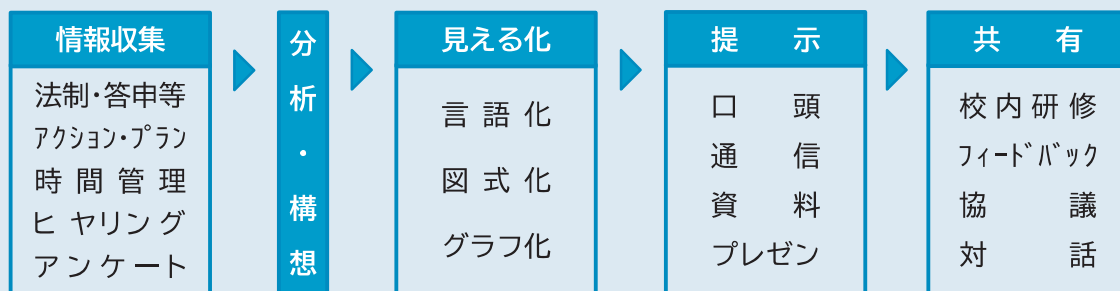 情報収集
法制・答申等
アクション・プラン
時間管理
ヒヤリング
アンケート
分析・構想
見える化
言語化
図式化
グラフ化
提示
口頭
通信
資料
プレゼン
共有
校内研修
フィードバック
協議
対話